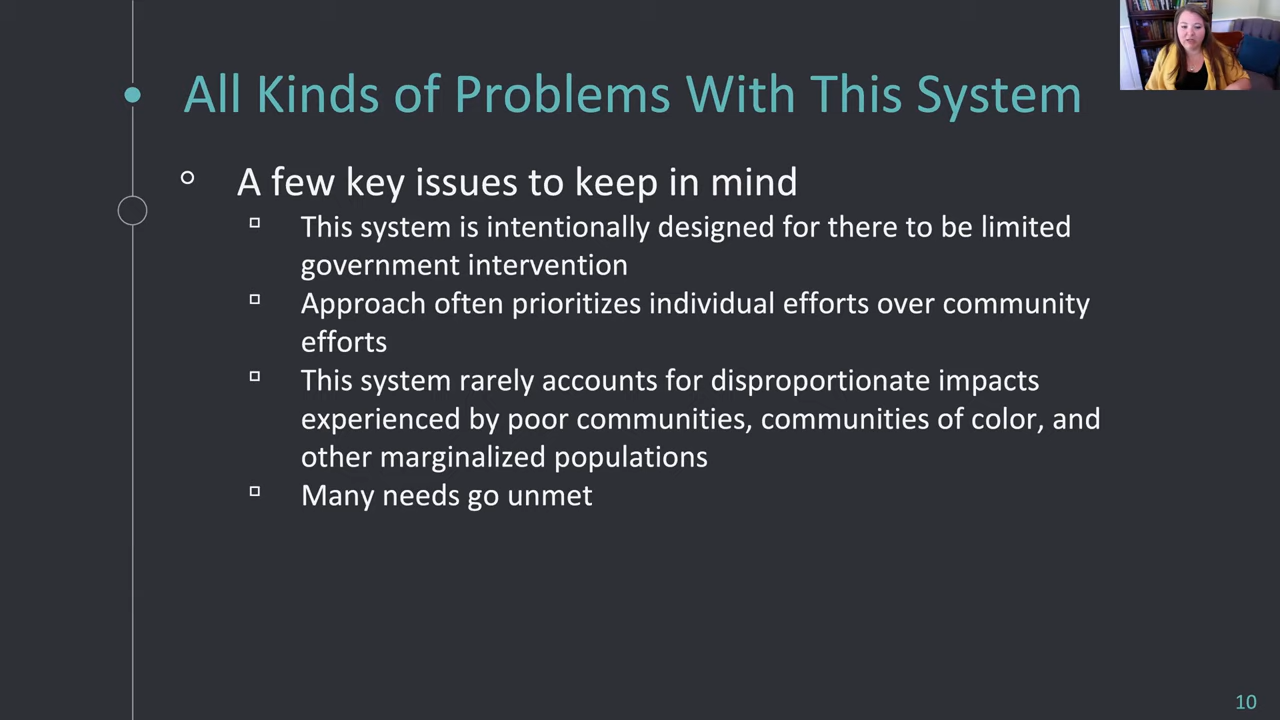 All Kinds of Problems With This System
A few key issues to keep in mind
This system is intentionally designed for there to be limited
government intervention
Approach often prioritizes individual efforts over community
efforts
This system rarely accounts for disproportionate impacts
experienced by poor communities, communities of color, and
other marginalized populations
Many needs go unmet
10